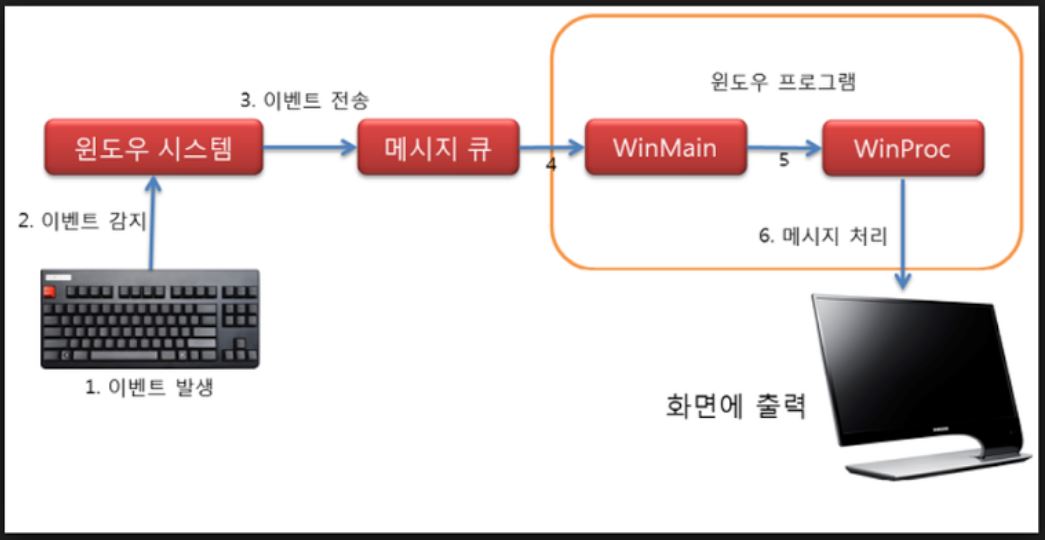 윈도우 프로그램
3. 이벤트 전송
윈도우 시스템
메시지 큐
4
WinMain
5
WinProc
2. 이벤트 감지
6. 메시지 처리
1. 이벤트 발생
화면에 출력